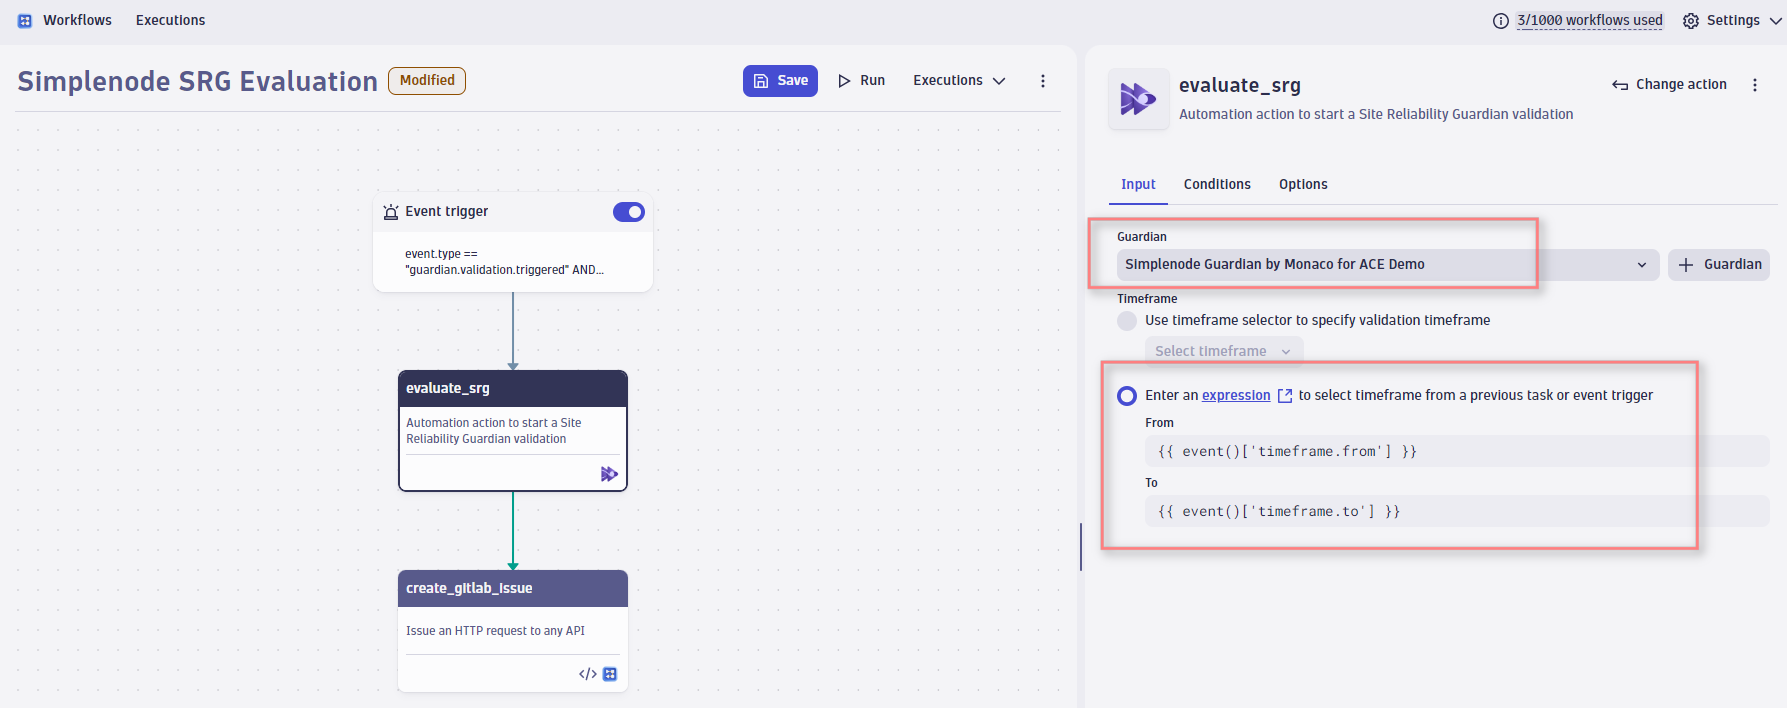 Workflows Executions 3/1000 workflows used Settings
Simplenode SRG Evaluation Modified Save Run Executions
Event trigger
event.type ==
"guardian.validation.triggered" AND...
evaluate_srg
Automation action to start a Site
Reliability Guardian validation
create_gitlab_issue
Issue an HTTP request to any API
</>
evaluate_srg Change action
Automation action to start a Site Reliability Guardian validation
Input Conditions Options
Guardian
Simplenode Guardian by Monaco for ACE Demo + Guardian
Timeframe
Use timeframe selector to specify validation timeframe
Select timeframe
Enter an expression to select timeframe from a previous task or event trigger
From
{{ event()['timeframe.from'] }}
To
{{ event()['timeframe.to'] }}